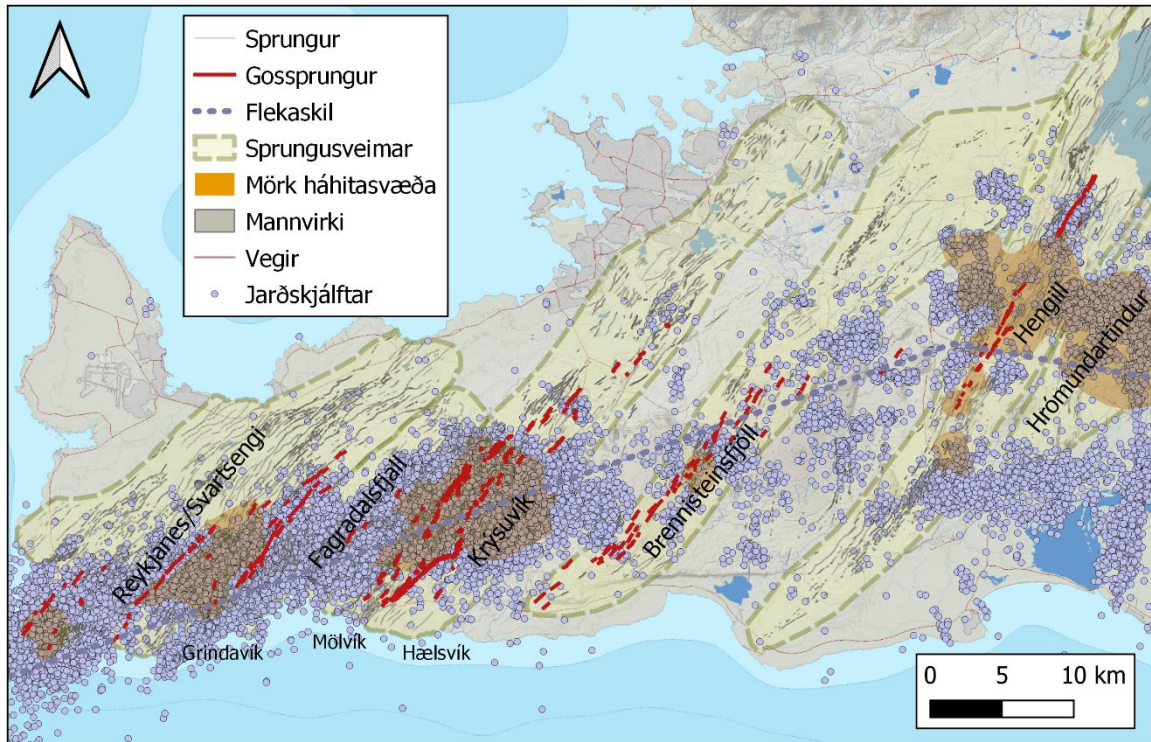 Sprungur
Gossprungur
Flekaskil
Sprungusveimar
Mörk háhitasvæða
Mannvirki
Vegir
Jarðskjálftar
Hengill
Hrómundartindur
Reykjanes/Svartsengi
Fagradalsfjall
Krysuvík
Brennisteinsfjöll
Grindavík
Mölvík
Hælsvík
0 5 10 km